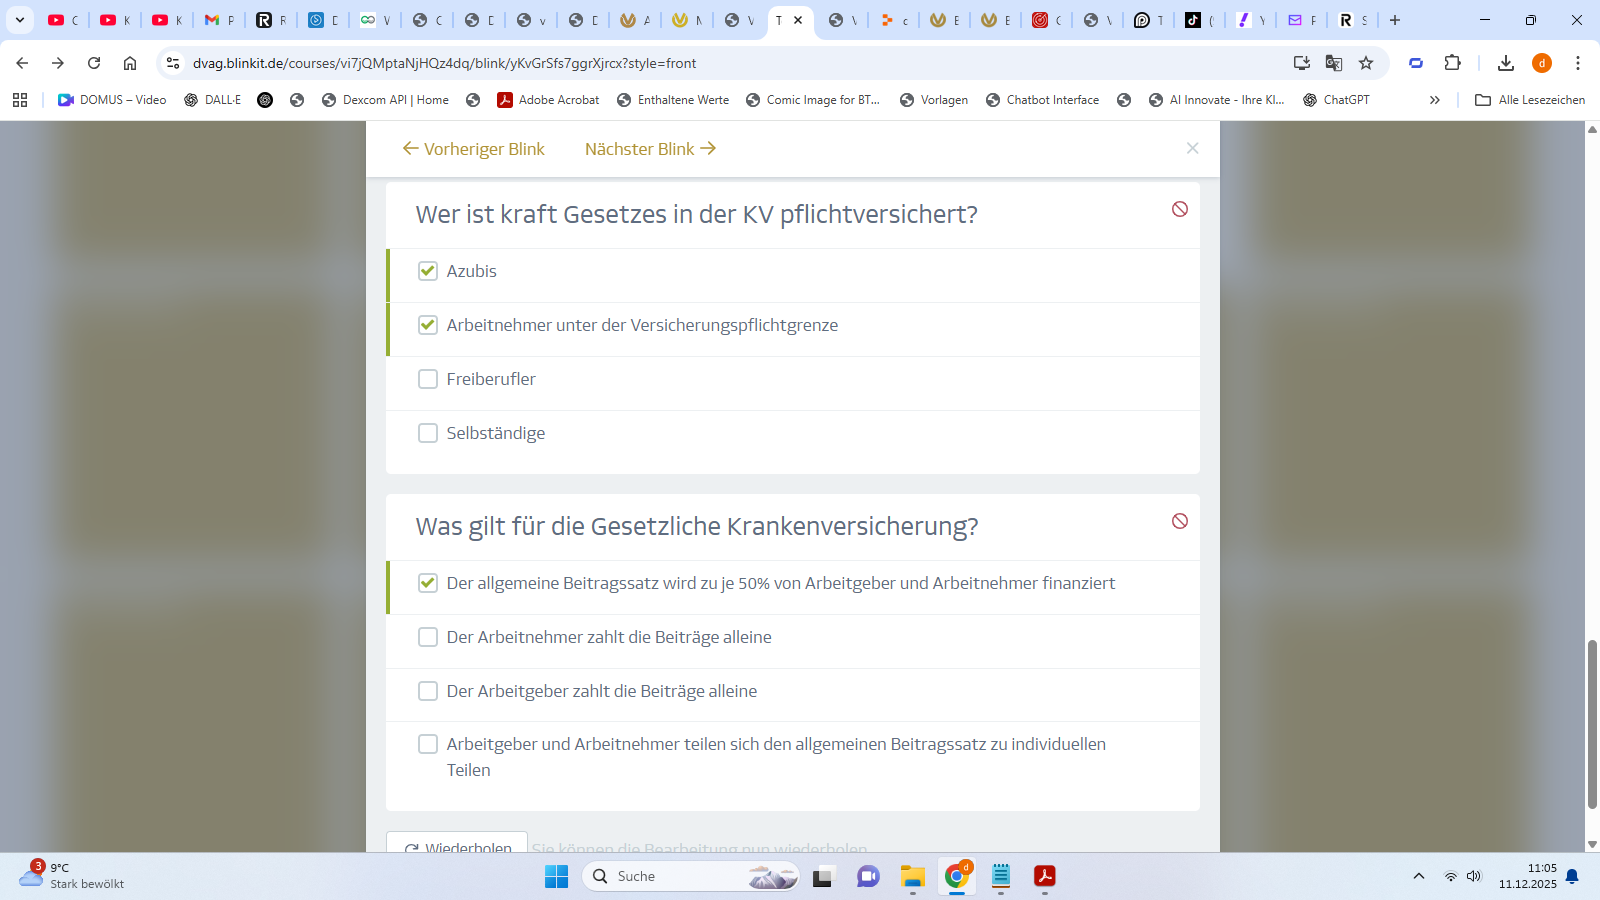 dvag.blinkit.de/courses/vi7jQMptaNjHQz4dq/blink/yKvGrSfs7ggrXjrcx?style=front
d
DOMUS – Video
DALL·E
Dexcom API | Home
Adobe Acrobat
Enthaltene Werte
Comic Image for BT...
Vorlagen
Chatbot Interface
AI Innovate - Ihre KI...
ChatGPT
»
Alle Lesezeichen
← Vorheriger Blink
Nächster Blink →
Wer ist kraft Gesetzes in der KV pflichtversichert?
Azubis
Arbeitnehmer unter der Versicherungspflichtgrenze
Freiberufler
Selbständige
Was gilt für die Gesetzliche Krankenversicherung?
Der allgemeine Beitragssatz wird zu je 50% von Arbeitgeber und Arbeitnehmer finanziert
Der Arbeitnehmer zahlt die Beiträge alleine
Der Arbeitgeber zahlt die Beiträge alleine
Arbeitgeber und Arbeitnehmer teilen sich den allgemeinen Beitragssatz zu individuellen
Teilen
Wiederholen Sie können die Bearbeitung nun wiederholen
3
9°C
Stark bewölkt
Suche
d
11:05
11.12.2025